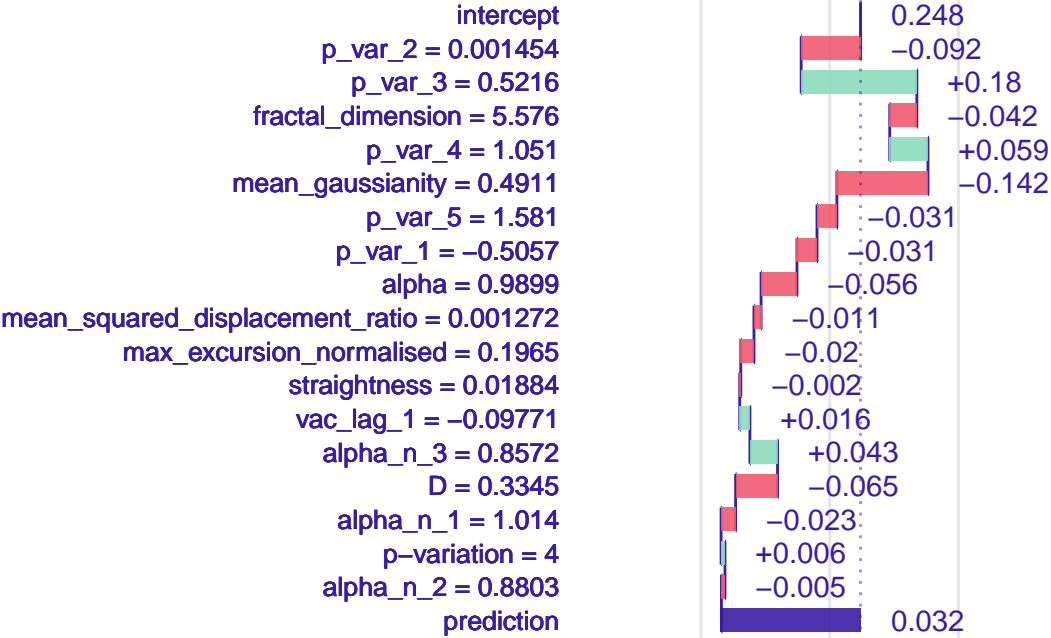 intercept 0.248
p_var_2 = 0.001454 −0.092
p_var_3 = 0.5216 +0.18
fractal_dimension = 5.576 −0.042
p_var_4 = 1.051 +0.059
mean_gaussianity = 0.4911 −0.142
p_var_5 = 1.581 −0.031
p_var_1 = −0.5057 −0.031
alpha = 0.9899 −0.056
mean_squared_displacement_ratio = 0.001272 −0.011
max_excursion_normalised = 0.1965 −0.02
straightness = 0.01884 −0.002
vac_lag_1 = −0.09771 +0.016
alpha_n_3 = 0.8572 +0.043
D = 0.3345 −0.065
alpha_n_1 = 1.014 −0.023
p−variation = 4 +0.006
alpha_n_2 = 0.8803 −0.005
prediction 0.032